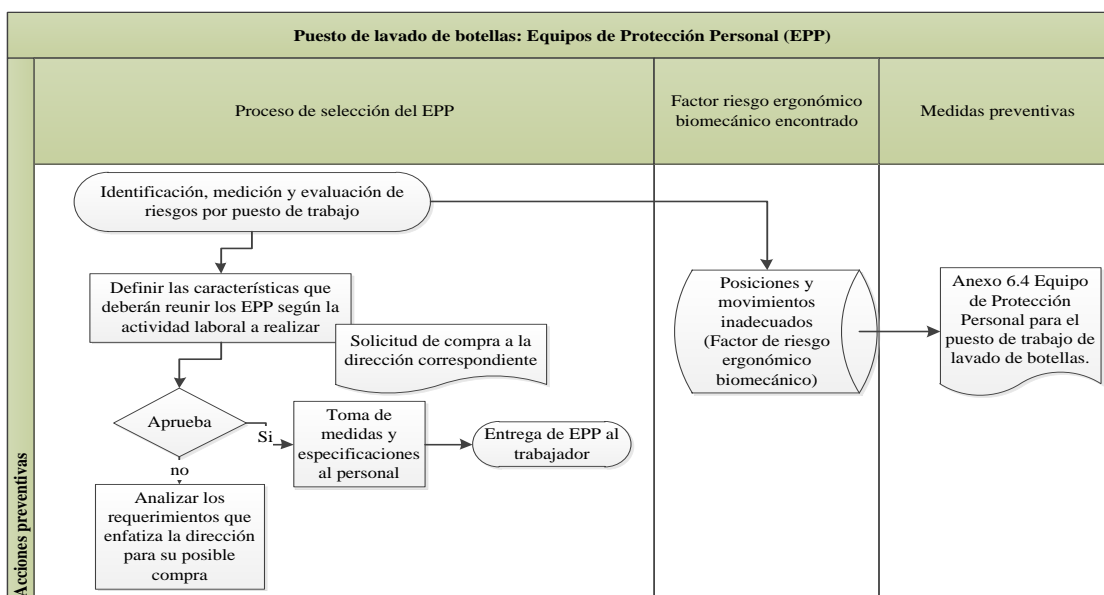 Puesto de lavado de botellas: Equipos de Protección Personal (EPP)
Proceso de selección del EPP
Factor riesgo ergonómico
biomecánico encontrado
Medidas preventivas
Acciones preventivas
Identificación, medición y evaluación de
riesgos por puesto de trabajo
Definir las características que
deberán reunir los EPP según la
actividad laboral a realizar
Solicitud de compra a la
dirección correspondiente
Aprueba
Si
no
Toma de
medidas y
especificaciones
al personal
Entrega de EPP al
trabajador
Analizar los
requerimientos que
enfatiza la dirección
para su posible
compra
Posiciones y
movimientos
inadecuados
(Factor de riesgo
ergonómico
biomecánico)
Anexo 6.4 Equipo
de Protección
Personal para el
puesto de trabajo de
lavado de botellas.